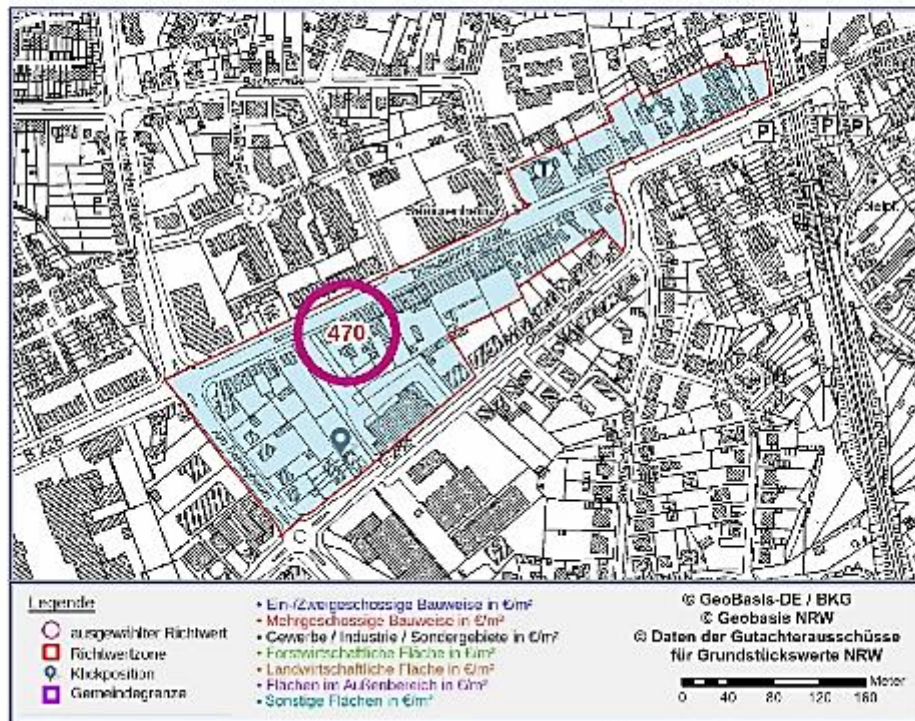 470
P
P
P
P
B 2
C
Legende
ausgewählter Richtwert
Richtwertzone
Klickposition
Gemeindegrenze
• Ein-/Zweigeschossige Bauweise in €/m²
• Mehrgeschossige Bauweise in €/m²
• Gewerbe / Industrie / Sondergebiete in €/m²
• Forstwirtschaftliche Fläche in €/m²
• Landwirtschaftliche Fläche in €/m²
• Flächen im Außenbereich in €/m²
• Sonstige Flächen in €/m²
© GeoBasis-DE / BKG
© Geobasis NRW
© Daten der Gutachterausschüsse
für Grundstückswerte NRW
Meter
0 40 80 120 160